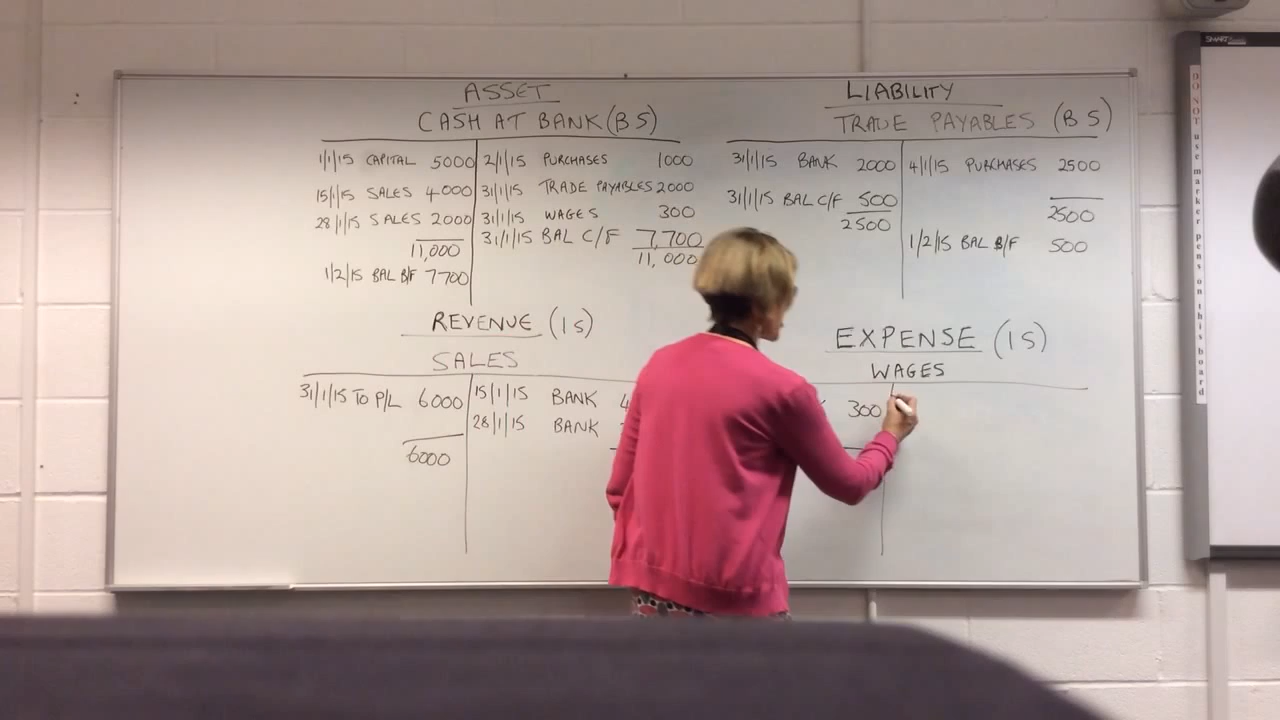 ASSET
CASH AT BANK (BS)
1/1/15 CAPITAL 5000 2/1/15 PURCHASES 1000
15/1/15 SALES 4000 31/1/15 TRADE PAYABLES 2000
28/1/15 SALES 2000 31/1/15 WAGES 300
11,000 31/1/15 BAL C/F 7,700
11,000
1/2/15 BAL B/F 7700
LIABILITY
TRADE PAYABLES (BS)
31/1/15 BANK 2000 4/1/15 PURCHASES 2500
31/1/15 BAL C/F 500
2500 2500
1/2/15 BAL B/F 500
REVENUE (IS)
SALES
31/1/15 TO P/L 6000 15/1/15 BANK
28/1/15 BANK
6000
EXPENSE (IS)
WAGES
300
SMART
DO NOT use marker pens on this board